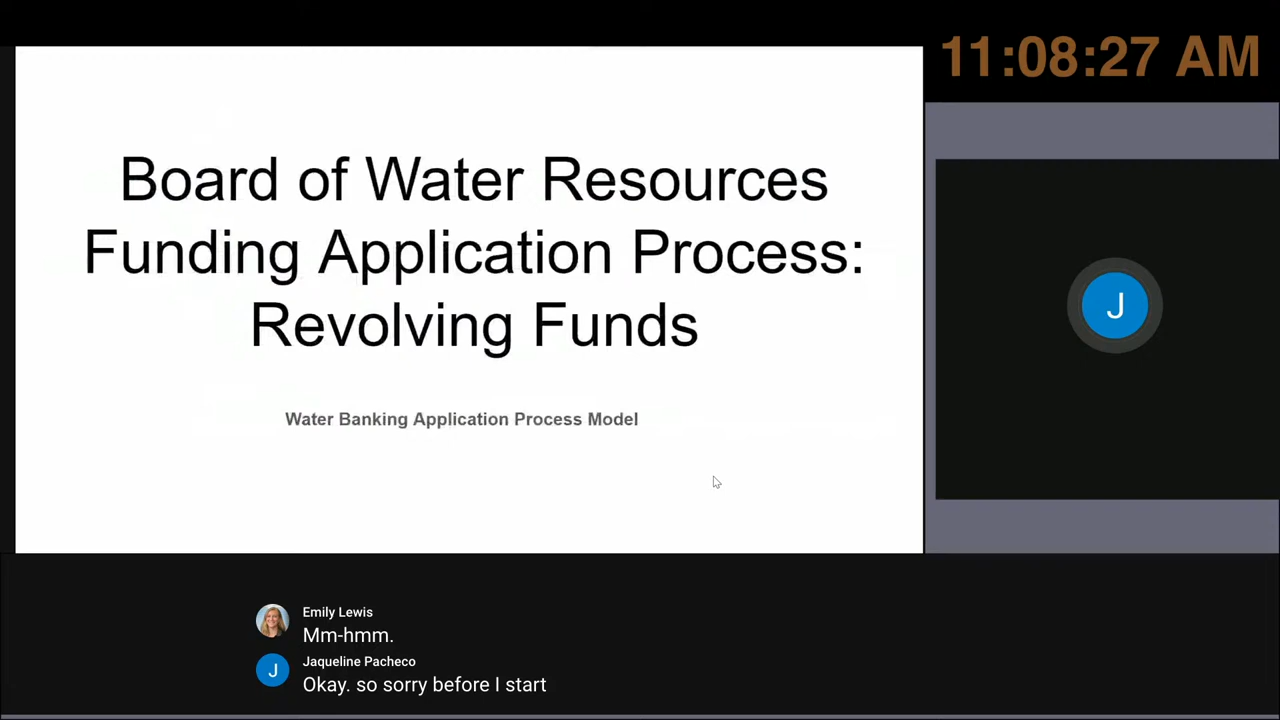 11:08:27 AM
Board of Water Resources
Funding Application Process:
Revolving Funds
Water Banking Application Process Model
J
Emily Lewis
Mm-hmm.
J
Jaqueline Pacheco
Okay. so sorry before I start